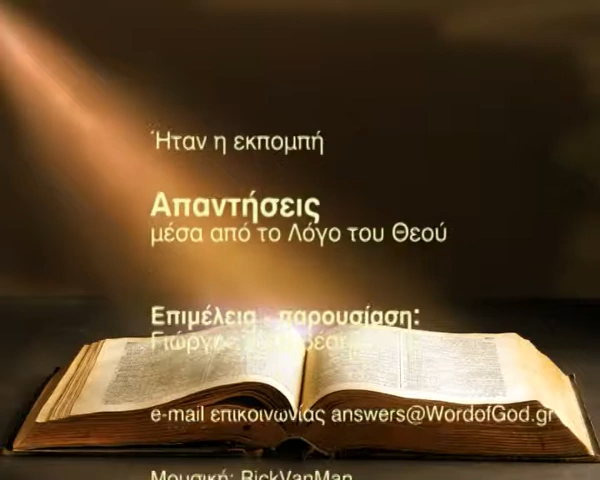 Ήταν η εκπομπή
Απαντήσεις
μέσα από το Λόγο του Θεού
Επιμέλεια - παρουσίαση:
e-mail επικοινωνίας answers@WordofGod.gr
Μουσική: RickVanMan